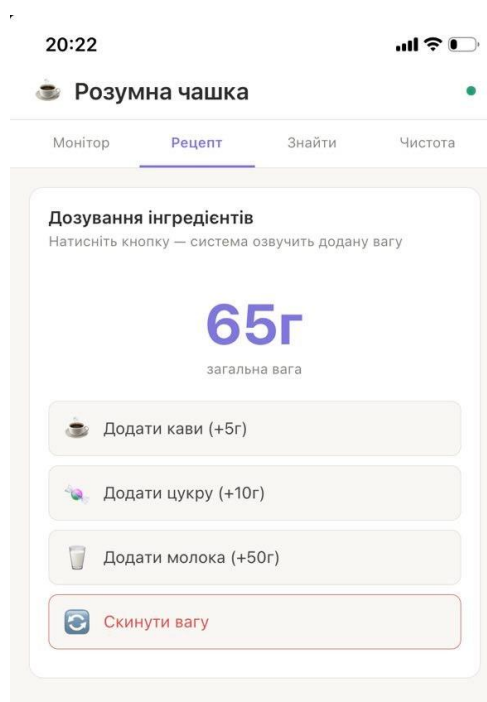 20:22
Розумна чашка
Монітор Рецепт Знайти Чистота
Дозування інгредієнтів
Натисніть кнопку — система озвучить додану вагу
65г
загальна вага
Додати кави (+5г)
Додати цукру (+10г)
Додати молока (+50г)
Скинути вагу